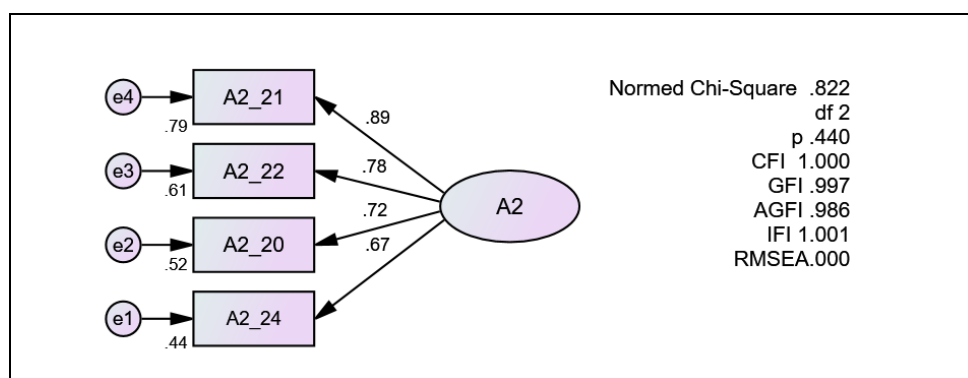 e4
A2_21
.79
.89
e3
A2_22
.61
.78
e2
A2_20
.52
.72
e1
A2_24
.44
.67
A2
Normed Chi-Square .822
df 2
p .440
CFI 1.000
GFI .997
AGFI .986
IFI 1.001
RMSEA.000